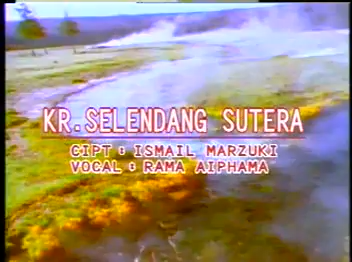 KR.SELENDANG SUTERA
CIPT : ISMAIL MARZUKI
VOCAL : RAMA AIPHAMA